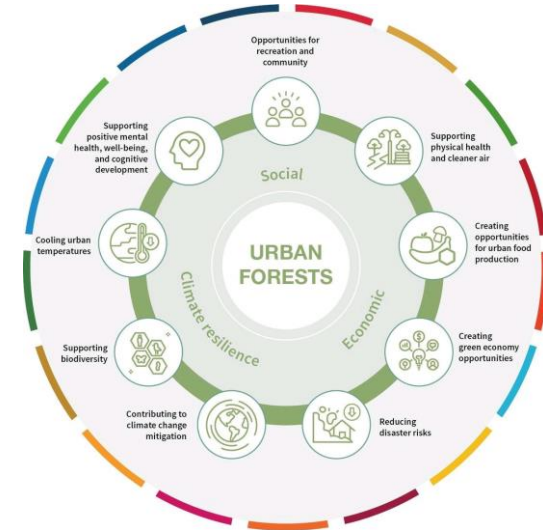 Opportunities for
recreation and
community
Supporting
positive mental
health, well-being,
and cognitive
development
Supporting
physical health
and cleaner air
Social
Cooling urban
temperatures
URBAN
FORESTS
Creating
opportunities
for urban food
production
Climate resilience
Economic
Supporting
biodiversity
Creating
green economy
opportunities
Contributing to
climate change
mitigation
Reducing
disaster risks
$